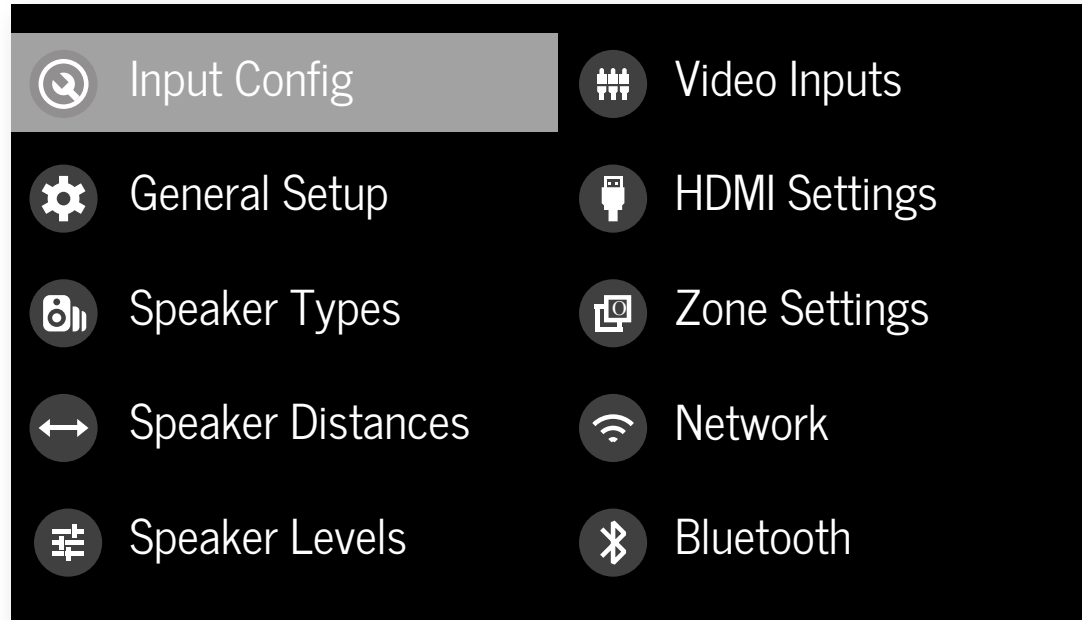 Input Config
General Setup
Speaker Types
Speaker Distances
Speaker Levels
Video Inputs
HDMI Settings
O
Zone Settings
Network
Bluetooth